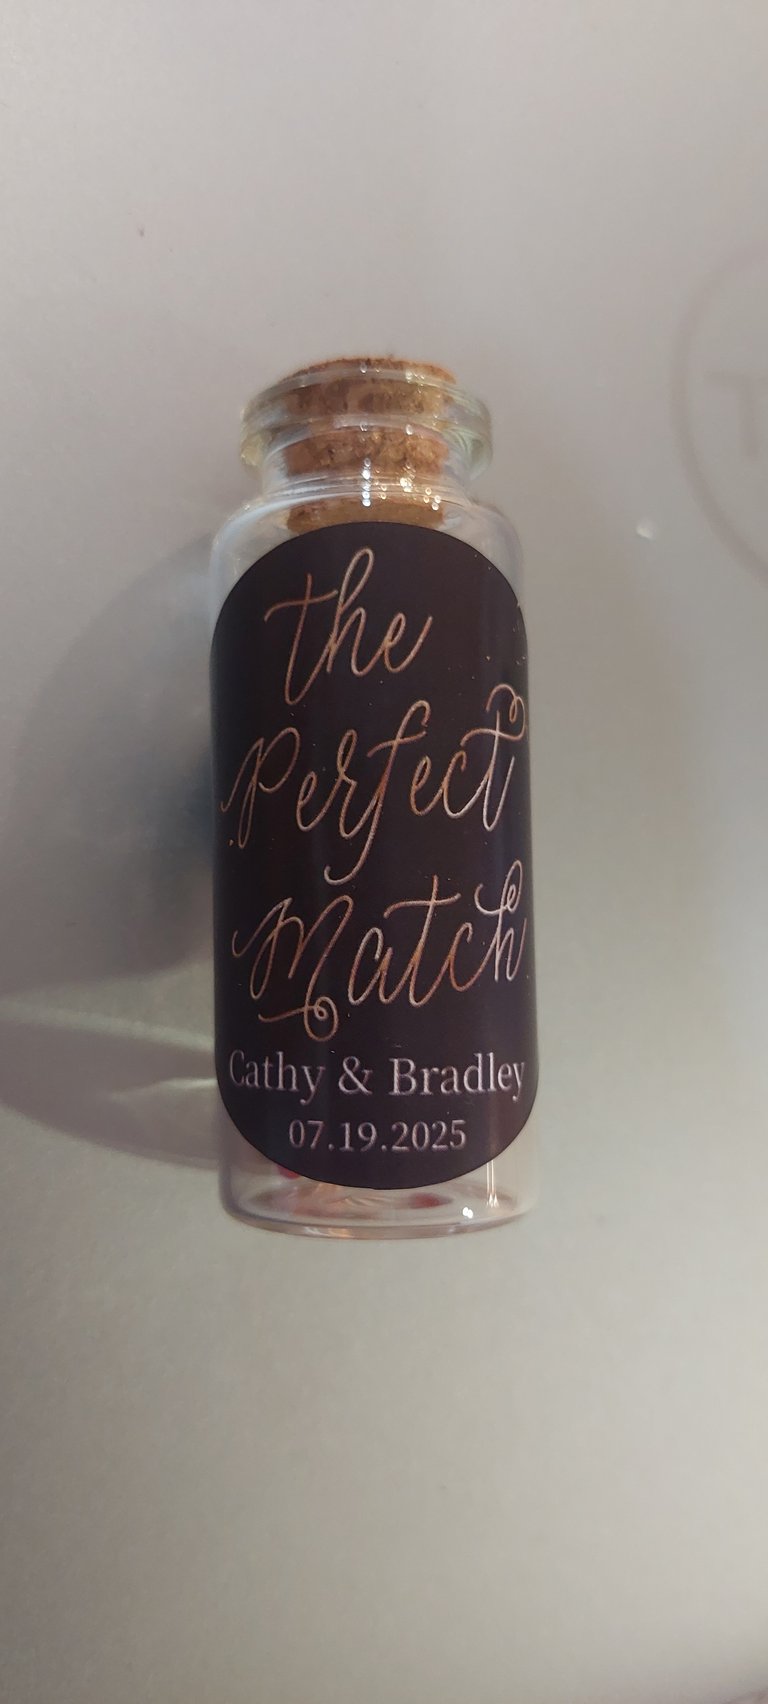 the
Perfect
Match
Cathy & Bradley
07.19.2025